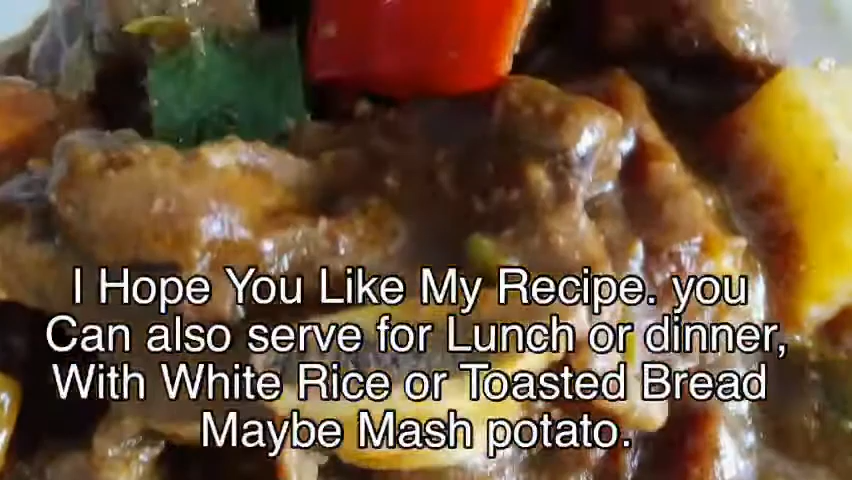 I Hope You Like My Recipe. you
Can also serve for Lunch or dinner,
With White Rice or Toasted Bread
Maybe Mash potato.